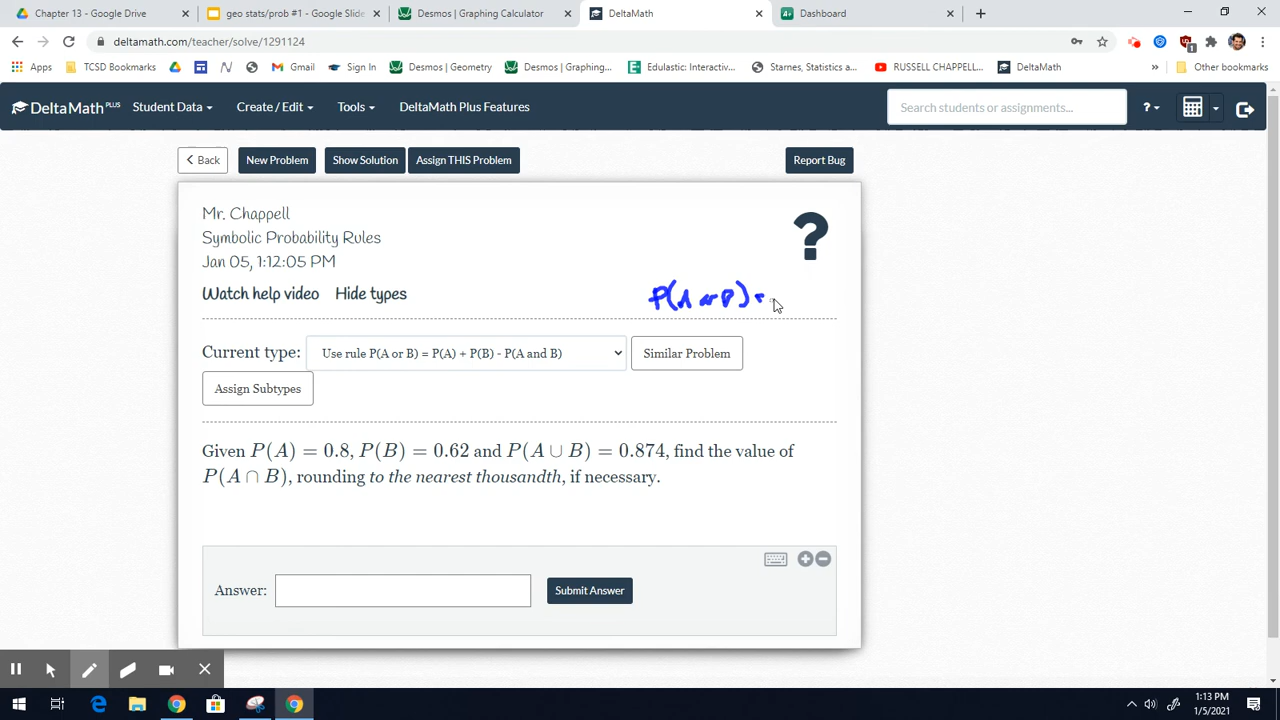 Chapter 13 - Google Drive
geo stats/prob #1 - Google Slide
Desmos | Graphing Calculator
DeltaMath
Dashboard
deltamath.com/teacher/solve/1291124
Apps
TCSD Bookmarks
Gmail
Sign In
Desmos | Geometry
Desmos | Graphing...
Edulastic: Interactiv...
Starnes, Statistics a...
RUSSELL CHAPPELL...
DeltaMath
»
Other bookmarks
DeltaMath PLUS
Student Data
Create / Edit
Tools
DeltaMath Plus Features
Search students or assignments...
?
< Back
New Problem
Show Solution
Assign THIS Problem
Report Bug
Mr. Chappell
?
Symbolic Probability Rules
Jan 05, 1:12:05 PM
Watch help video
Hide types
P(A or B) =
Current type:
Use rule P(A or B) = P(A) + P(B) - P(A and B)
Similar Problem
Assign Subtypes
Given P(A) = 0.8, P(B) = 0.62 and P(A ∪ B) = 0.874, find the value of
P(A ∩ B), rounding to the nearest thousandth, if necessary.
Answer:
Submit Answer
1:13 PM
1/5/2021